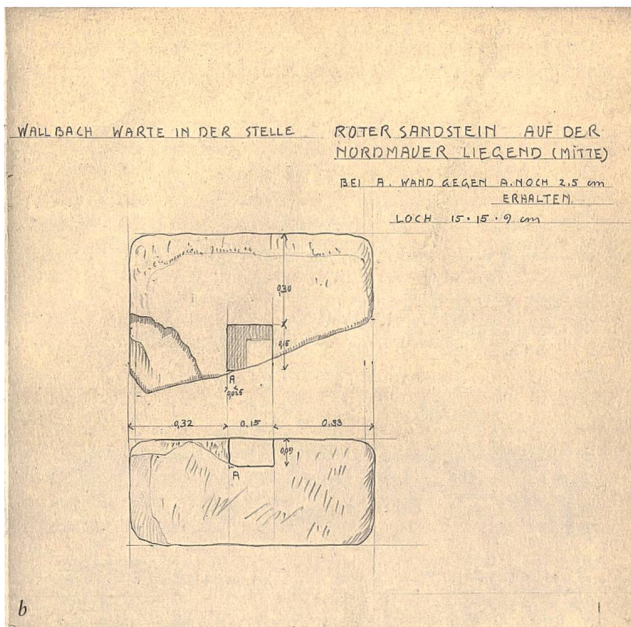 WALLBACH WARTE IN DER STELLE
ROTER SANDSTEIN AUF DER
NORDMAUER LIEGEND (MITTE)
BEI A. WAND GEGEN A. NOCH 2,5 cm
ERHALTEN
LOCH 15·15·9 cm
0,30
0,15
A
0,025
0,32 0,15 0,33
0,09
A
b